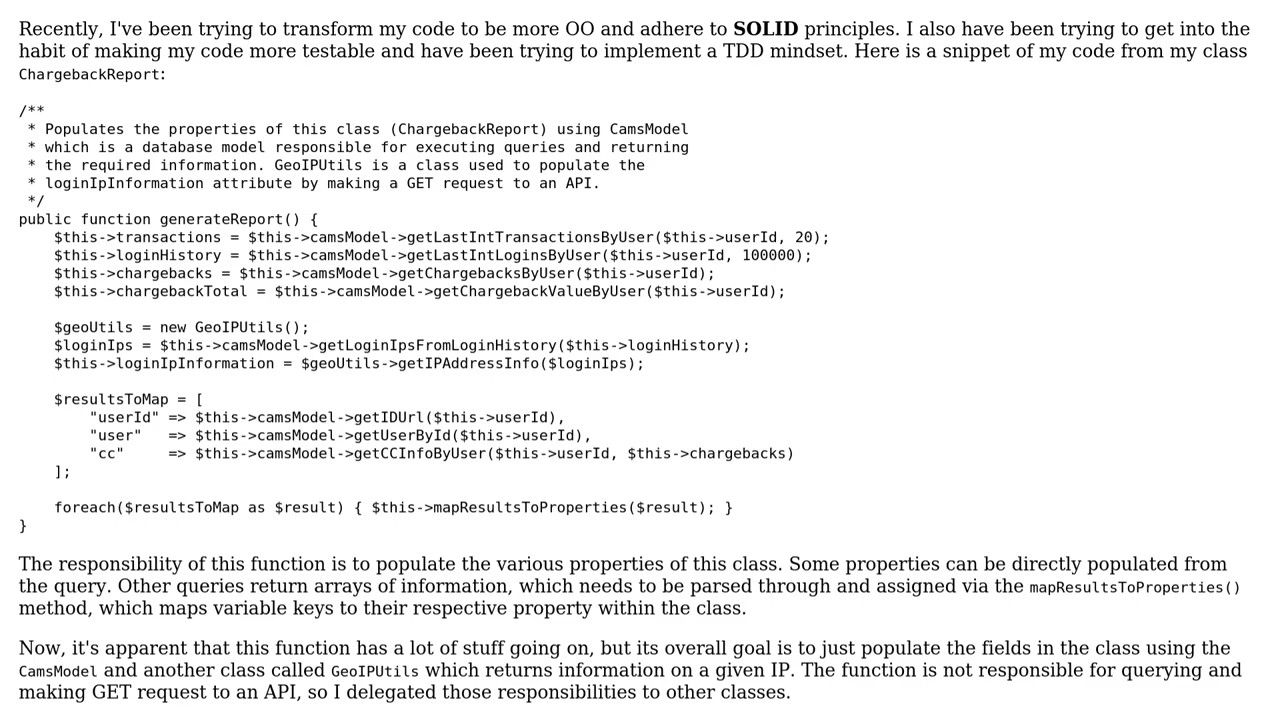 Recently, I've been trying to transform my code to be more OO and adhere to SOLID principles. I also have been trying to get into the
habit of making my code more testable and have been trying to implement a TDD mindset. Here is a snippet of my code from my class
ChargebackReport:
/**
 * Populates the properties of this class (ChargebackReport) using CamsModel
 * which is a database model responsible for executing queries and returning
 * the required information. GeoIPUtils is a class used to populate the
 * loginIpInformation attribute by making a GET request to an API.
 */
public function generateReport() {
    $this->transactions = $this->camsModel->getLastIntTransactionsByUser($this->userId, 20);
    $this->loginHistory = $this->camsModel->getLastIntLoginsByUser($this->userId, 100000);
    $this->chargebacks = $this->camsModel->getChargebacksByUser($this->userId);
    $this->chargebackTotal = $this->camsModel->getChargebackValueByUser($this->userId);
    $geoUtils = new GeoIPUtils();
    $loginIps = $this->camsModel->getLoginIpsFromLoginHistory($this->loginHistory);
    $this->loginIpInformation = $geoUtils->getIPAddressInfo($loginIps);
    $resultsToMap = [
        "userId" => $this->camsModel->getIDUrl($this->userId),
        "user"   => $this->camsModel->getUserById($this->userId),
        "cc"     => $this->camsModel->getCCInfoByUser($this->userId, $this->chargebacks)
    ];
    foreach($resultsToMap as $result) { $this->mapResultsToProperties($result); }
}
The responsibility of this function is to populate the various properties of this class. Some properties can be directly populated from
the query. Other queries return arrays of information, which needs to be parsed through and assigned via the mapResultsToProperties()
method, which maps variable keys to their respective property within the class.
Now, it's apparent that this function has a lot of stuff going on, but its overall goal is to just populate the fields in the class using the
CamsModel and another class called GeoIPUtils which returns information on a given IP. The function is not responsible for querying and
making GET request to an API, so I delegated those responsibilities to other classes.